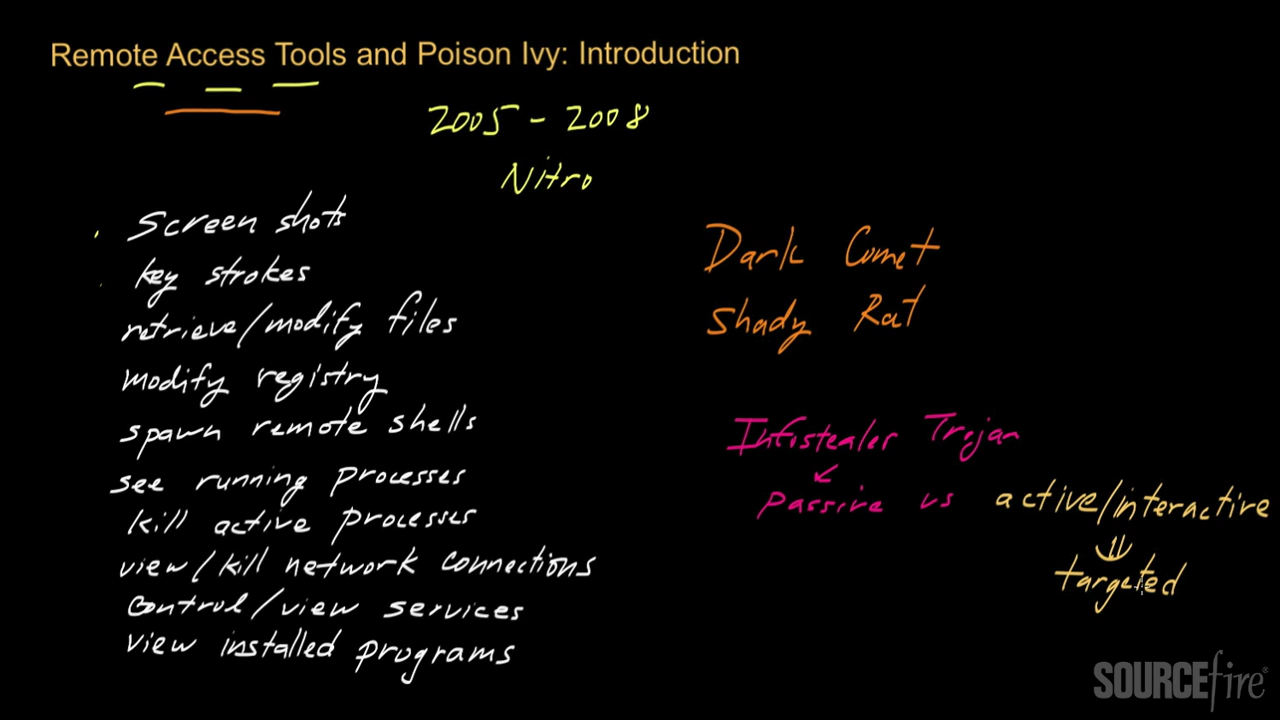 Remote Access Tools and Poison Ivy: Introduction
2005 - 2008
Nitro
Screen shots
key strokes
retrieve/modify files
modify registry
spawn remote shells
see running processes
kill active processes
view/kill network connections
control/view services
view installed programs
Dark Comet
Shady Rat
Infostealer Trojan
passive vs active/interactive
targeted
SOURCEfire®